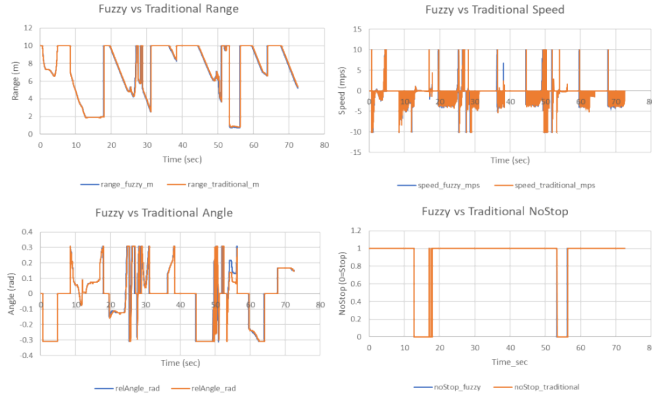 Fuzzy vs Traditional Range
12
10
8
6
4
2
0
0 10 20 30 40 50 60 70 80
Range (m)
Time (sec)
range_fuzzy_m range_traditional_m
Fuzzy vs Traditional Speed
15
10
5
0
-5
-10
-15
0 10 20 30 40 50 60 70 80
Speed (mps)
Time (sec)
speed_fuzzy_mps speed_traditional_mps
Fuzzy vs Traditional Angle
0.4
0.3
0.2
0.1
0
-0.1
-0.2
-0.3
0.4
0 10 20 30 40 50 60 70 80
Angle (rad)
Time (sec)
relAngle_rad relAngle_rad
Fuzzy vs Traditional NoStop
1.2
1
0.8
0.6
0.4
0.2
0
0 10 20 30 40 50 60 70 80
NoStop (0=Stop)
Time_sec
noStop_fuzzy noStop_traditional